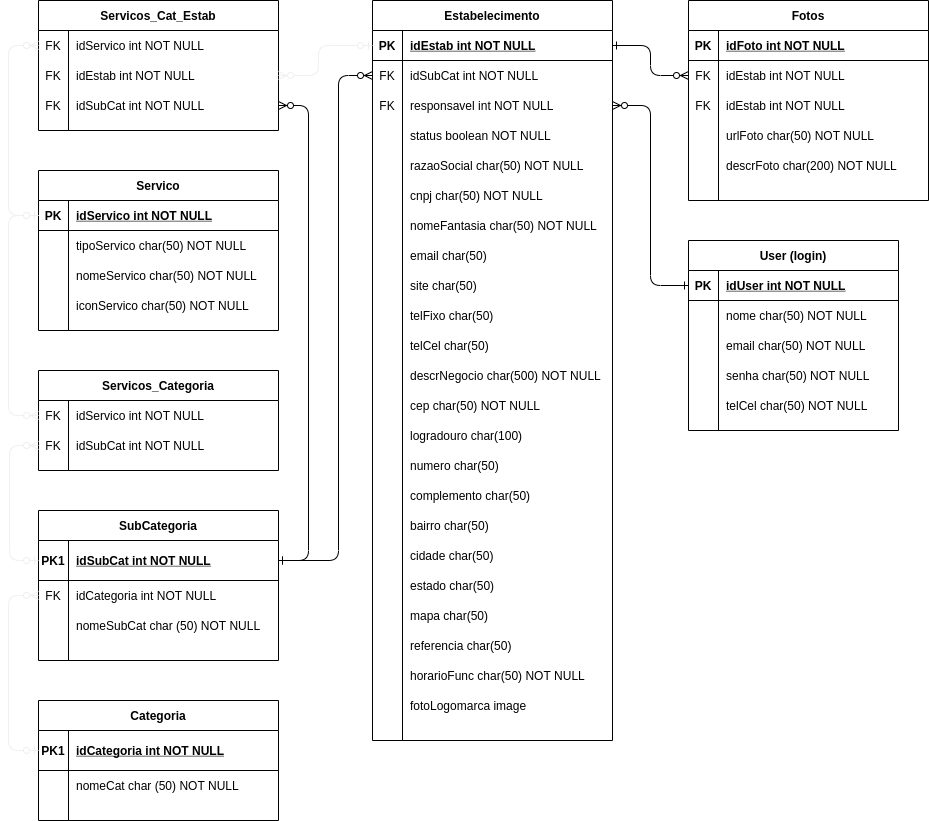 Servicos_Cat_Estab
FK idServico int NOT NULL
FK idEstab int NOT NULL
FK idSubCat int NOT NULL
Servico
PK idServico int NOT NULL
tipoServico char(50) NOT NULL
nomeServico char(50) NOT NULL
iconServico char(50) NOT NULL
Servicos_Categoria
FK idServico int NOT NULL
FK idSubCat int NOT NULL
SubCategoria
PK1 idSubCat int NOT NULL
FK idCategoria int NOT NULL
nomeSubCat char (50) NOT NULL
Categoria
PK1 idCategoria int NOT NULL
nomeCat char (50) NOT NULL
Estabelecimento
PK idEstab int NOT NULL
FK idSubCat int NOT NULL
FK responsavel int NOT NULL
status boolean NOT NULL
razaoSocial char(50) NOT NULL
cnpj char(50) NOT NULL
nomeFantasia char(50) NOT NULL
email char(50)
site char(50)
telFixo char(50)
telCel char(50)
descrNegocio char(500) NOT NULL
cep char(50) NOT NULL
logradouro char(100)
numero char(50)
complemento char(50)
bairro char(50)
cidade char(50)
estado char(50)
mapa char(50)
referencia char(50)
horarioFunc char(50) NOT NULL
fotoLogomarca image
Fotos
PK idFoto int NOT NULL
FK idEstab int NOT NULL
FK idEstab int NOT NULL
urlFoto char(50) NOT NULL
descrFoto char(200) NOT NULL
User (login)
PK idUser int NOT NULL
nome char(50) NOT NULL
email char(50) NOT NULL
senha char(50) NOT NULL
telCel char(50) NOT NULL